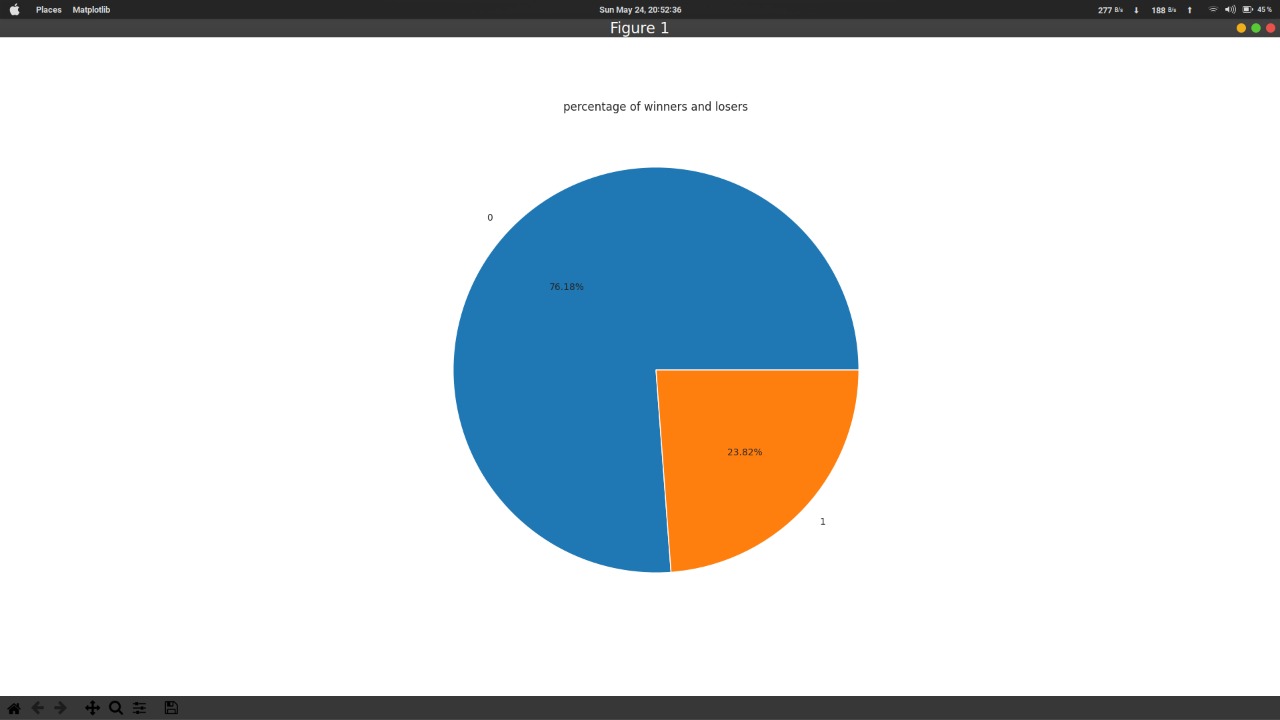 Places Matplotlib Sun May 24, 20:52:36 277 B/s ⬇ 188 B/s ⬆ 45 %
Figure 1
percentage of winners and losers
0
76.18%
23.82%
1